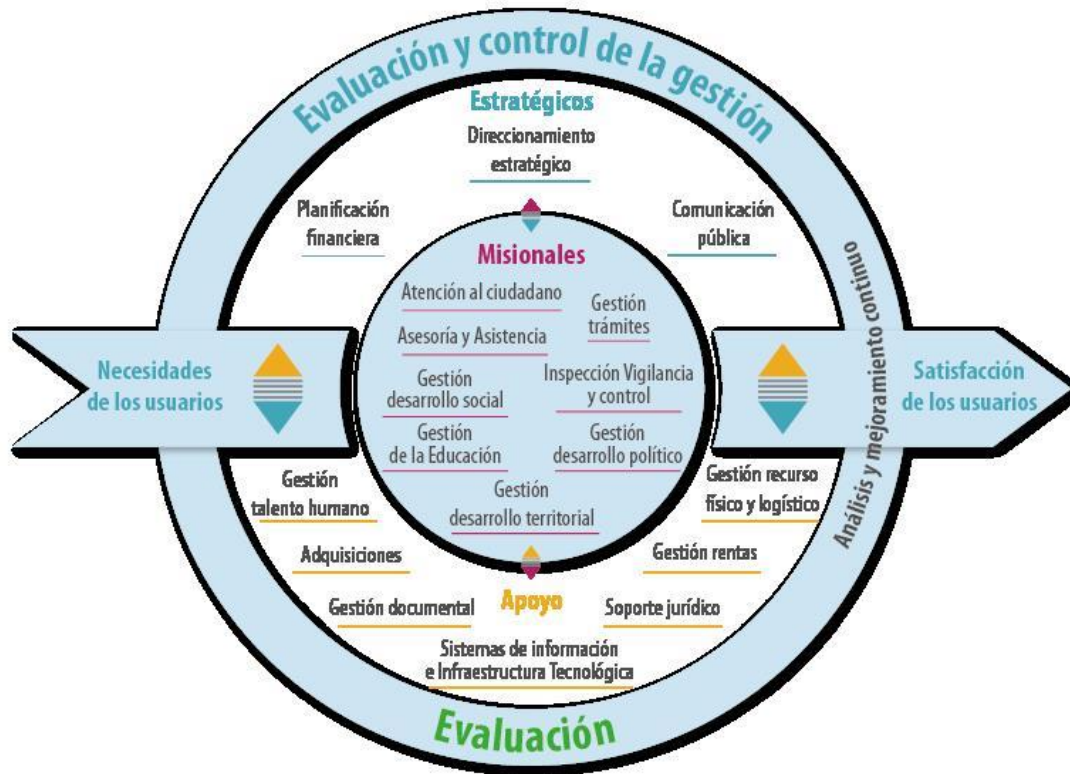 Evaluación y control de la gestión
Estratégicos
Direccionamiento
estratégico
Planificación
financiera
Comunicación
pública
Misionales
Atención al ciudadano
Gestión
trámites
Asesoría y Asistencia
Gestión
desarrollo social
Inspección Vigilancia
y control
Gestión
de la Educación
Gestión
desarrollo político
Gestión
desarrollo territorial
Necesidades
de los usuarios
Satisfacción
de los usuarios
Análisis y mejoramiento continuo
Gestión
talento humano
Gestión recurso
físico y logístico
Adquisiciones
Gestión rentas
Gestión documental
Apoyo
Soporte jurídico
Sistemas de información
e Infraestructura Tecnológica
Evaluación